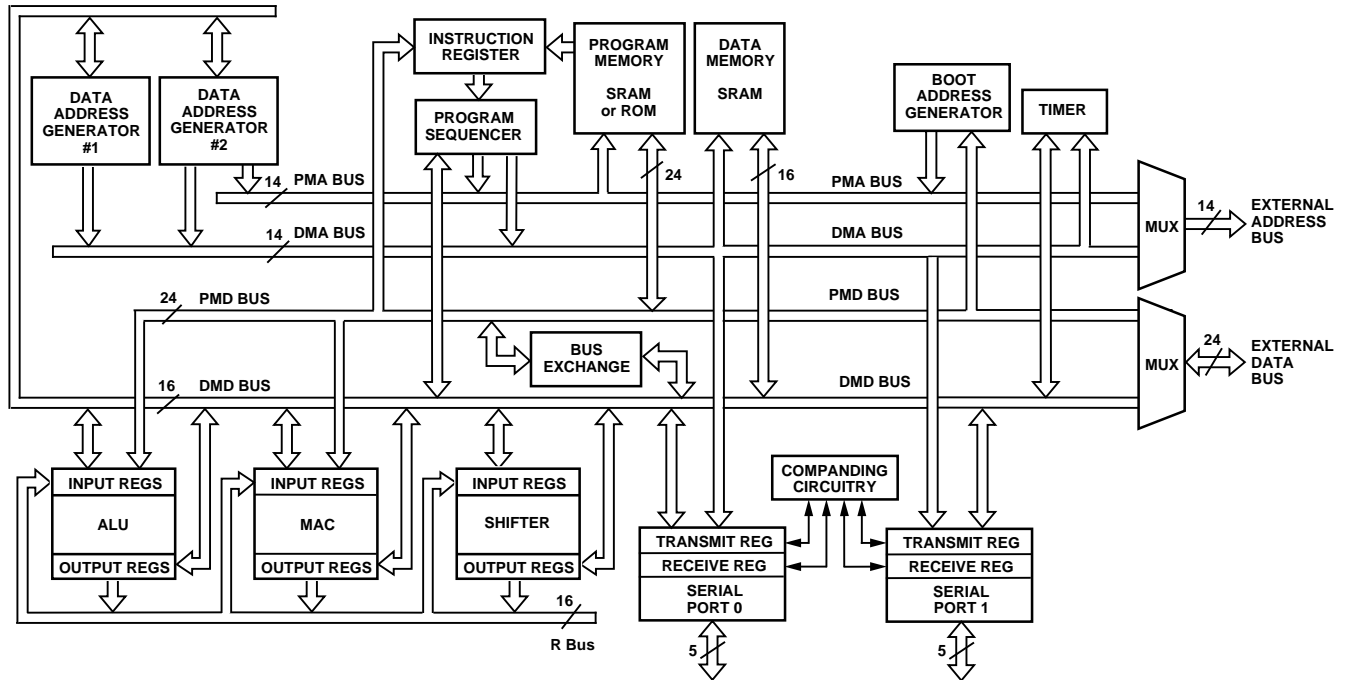 INSTRUCTION
REGISTER
PROGRAM
MEMORY
SRAM
or ROM
DATA
MEMORY
SRAM
BOOT
ADDRESS
GENERATOR
TIMER
DATA
ADDRESS
GENERATOR
#1
DATA
ADDRESS
GENERATOR
#2
PROGRAM
SEQUENCER
14
PMA BUS
24
16
PMA BUS
14
DMA BUS
DMA BUS
MUX
14
EXTERNAL
ADDRESS
BUS
24
PMD BUS
PMD BUS
BUS
EXCHANGE
MUX
24
EXTERNAL
DATA
BUS
16
DMD BUS
DMD BUS
INPUT REGS
ALU
OUTPUT REGS
INPUT REGS
MAC
OUTPUT REGS
INPUT REGS
SHIFTER
OUTPUT REGS
16
R Bus
COMPANDING
CIRCUITRY
TRANSMIT REG
RECEIVE REG
SERIAL
PORT 0
5
TRANSMIT REG
RECEIVE REG
SERIAL
PORT 1
5